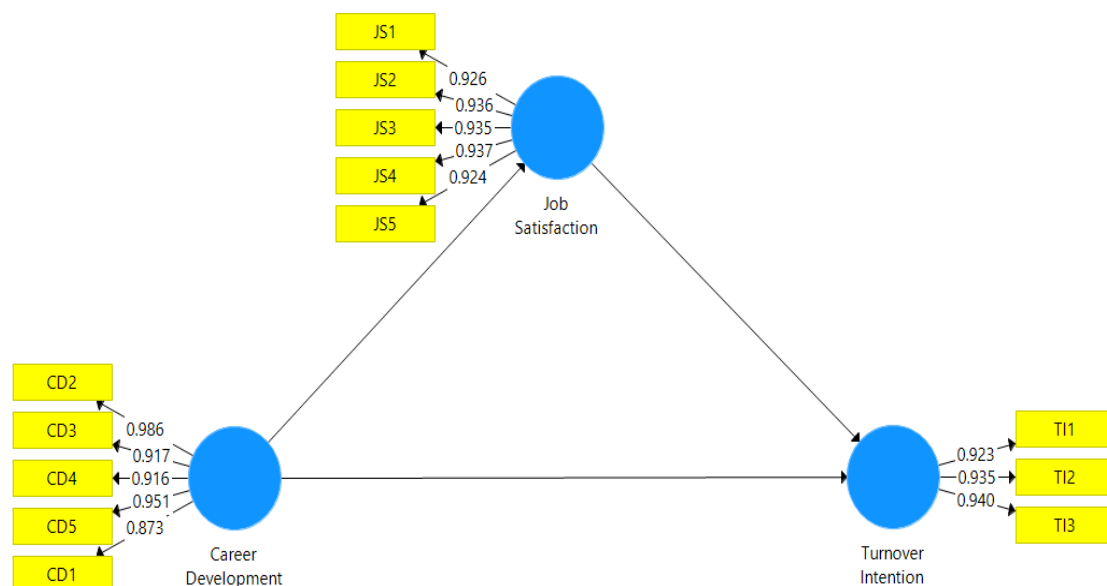 JS1
JS2
JS3
JS4
JS5
0.926
0.936
0.935
0.937
0.924
Job
Satisfaction
CD2
CD3
CD4
CD5
CD1
0.986
0.917
0.916
0.951
0.873
Career
Development
0.923
0.935
0.940
TI1
TI2
TI3
Turnover
Intention